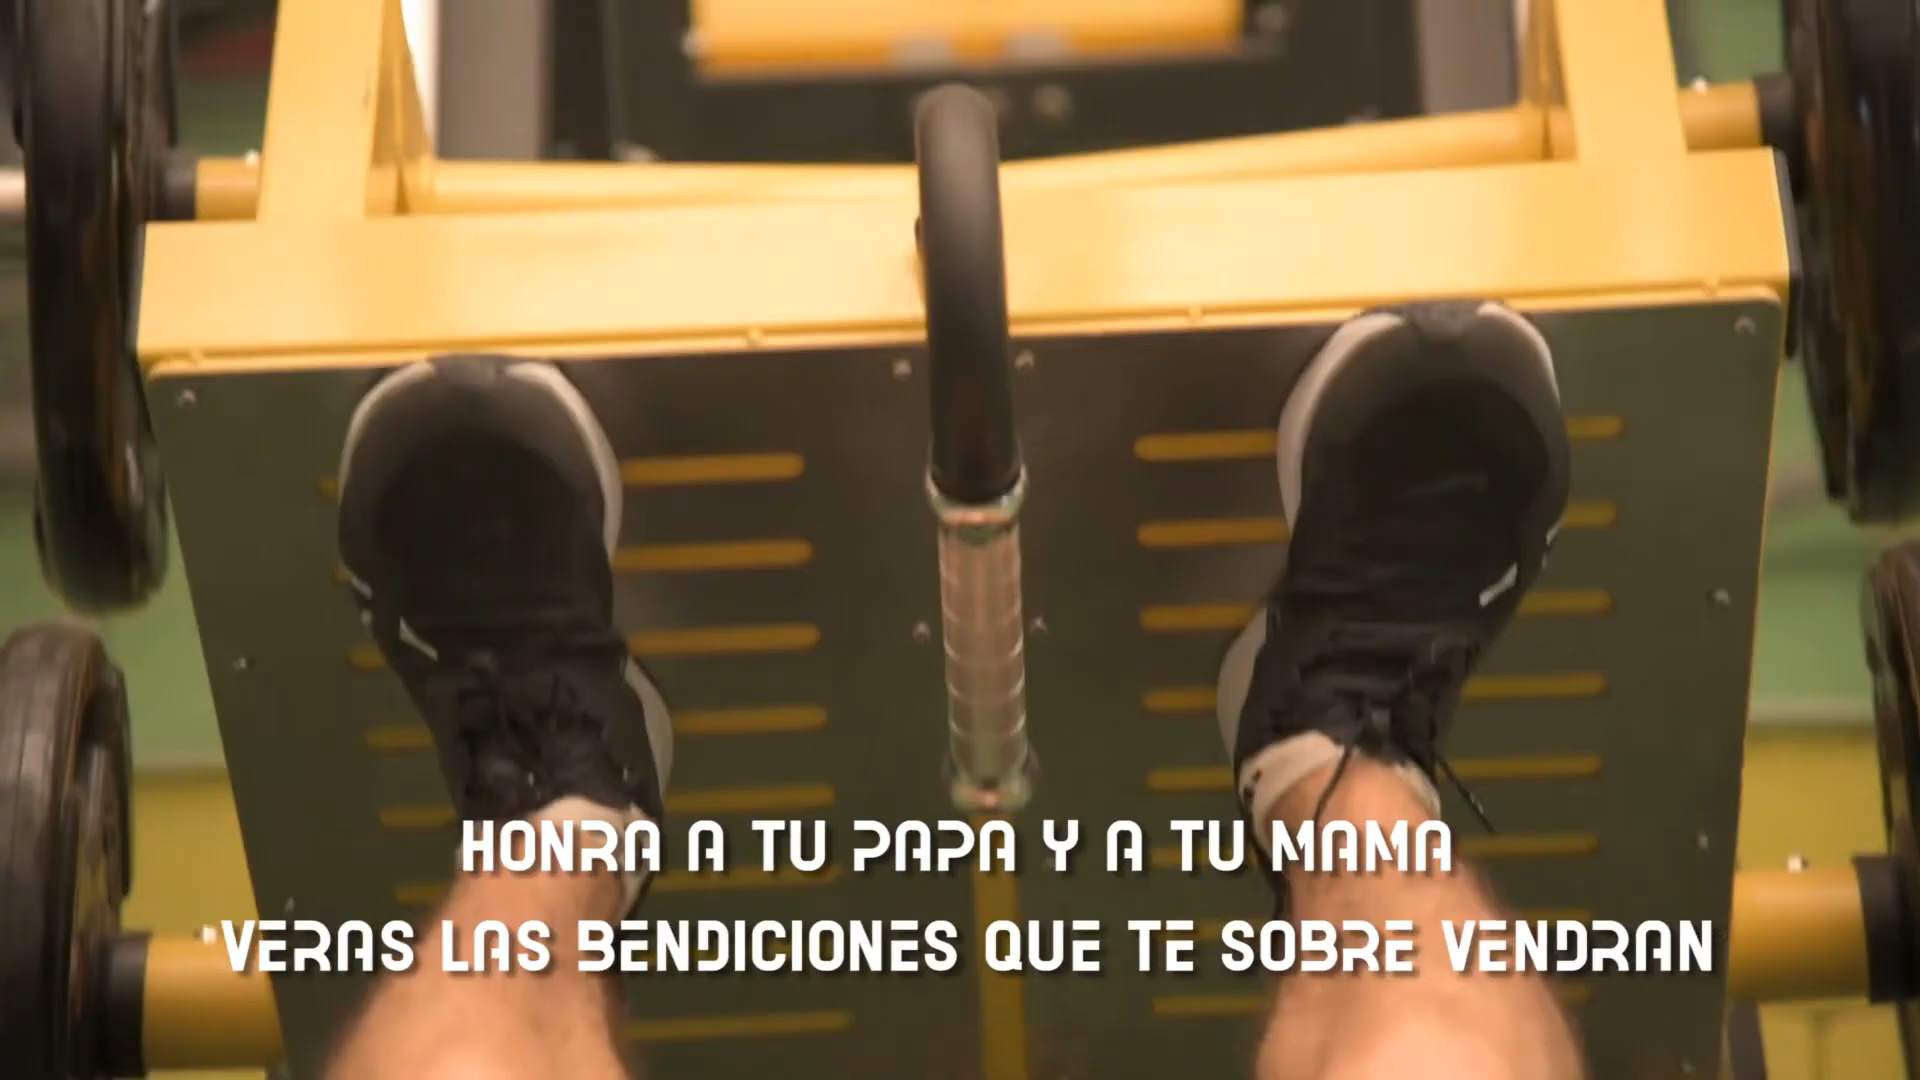 HONRA A TU PAPA Y A TU MAMA
VERAS LAS BENDICIONES QUE TE SOBRE VENDRAN